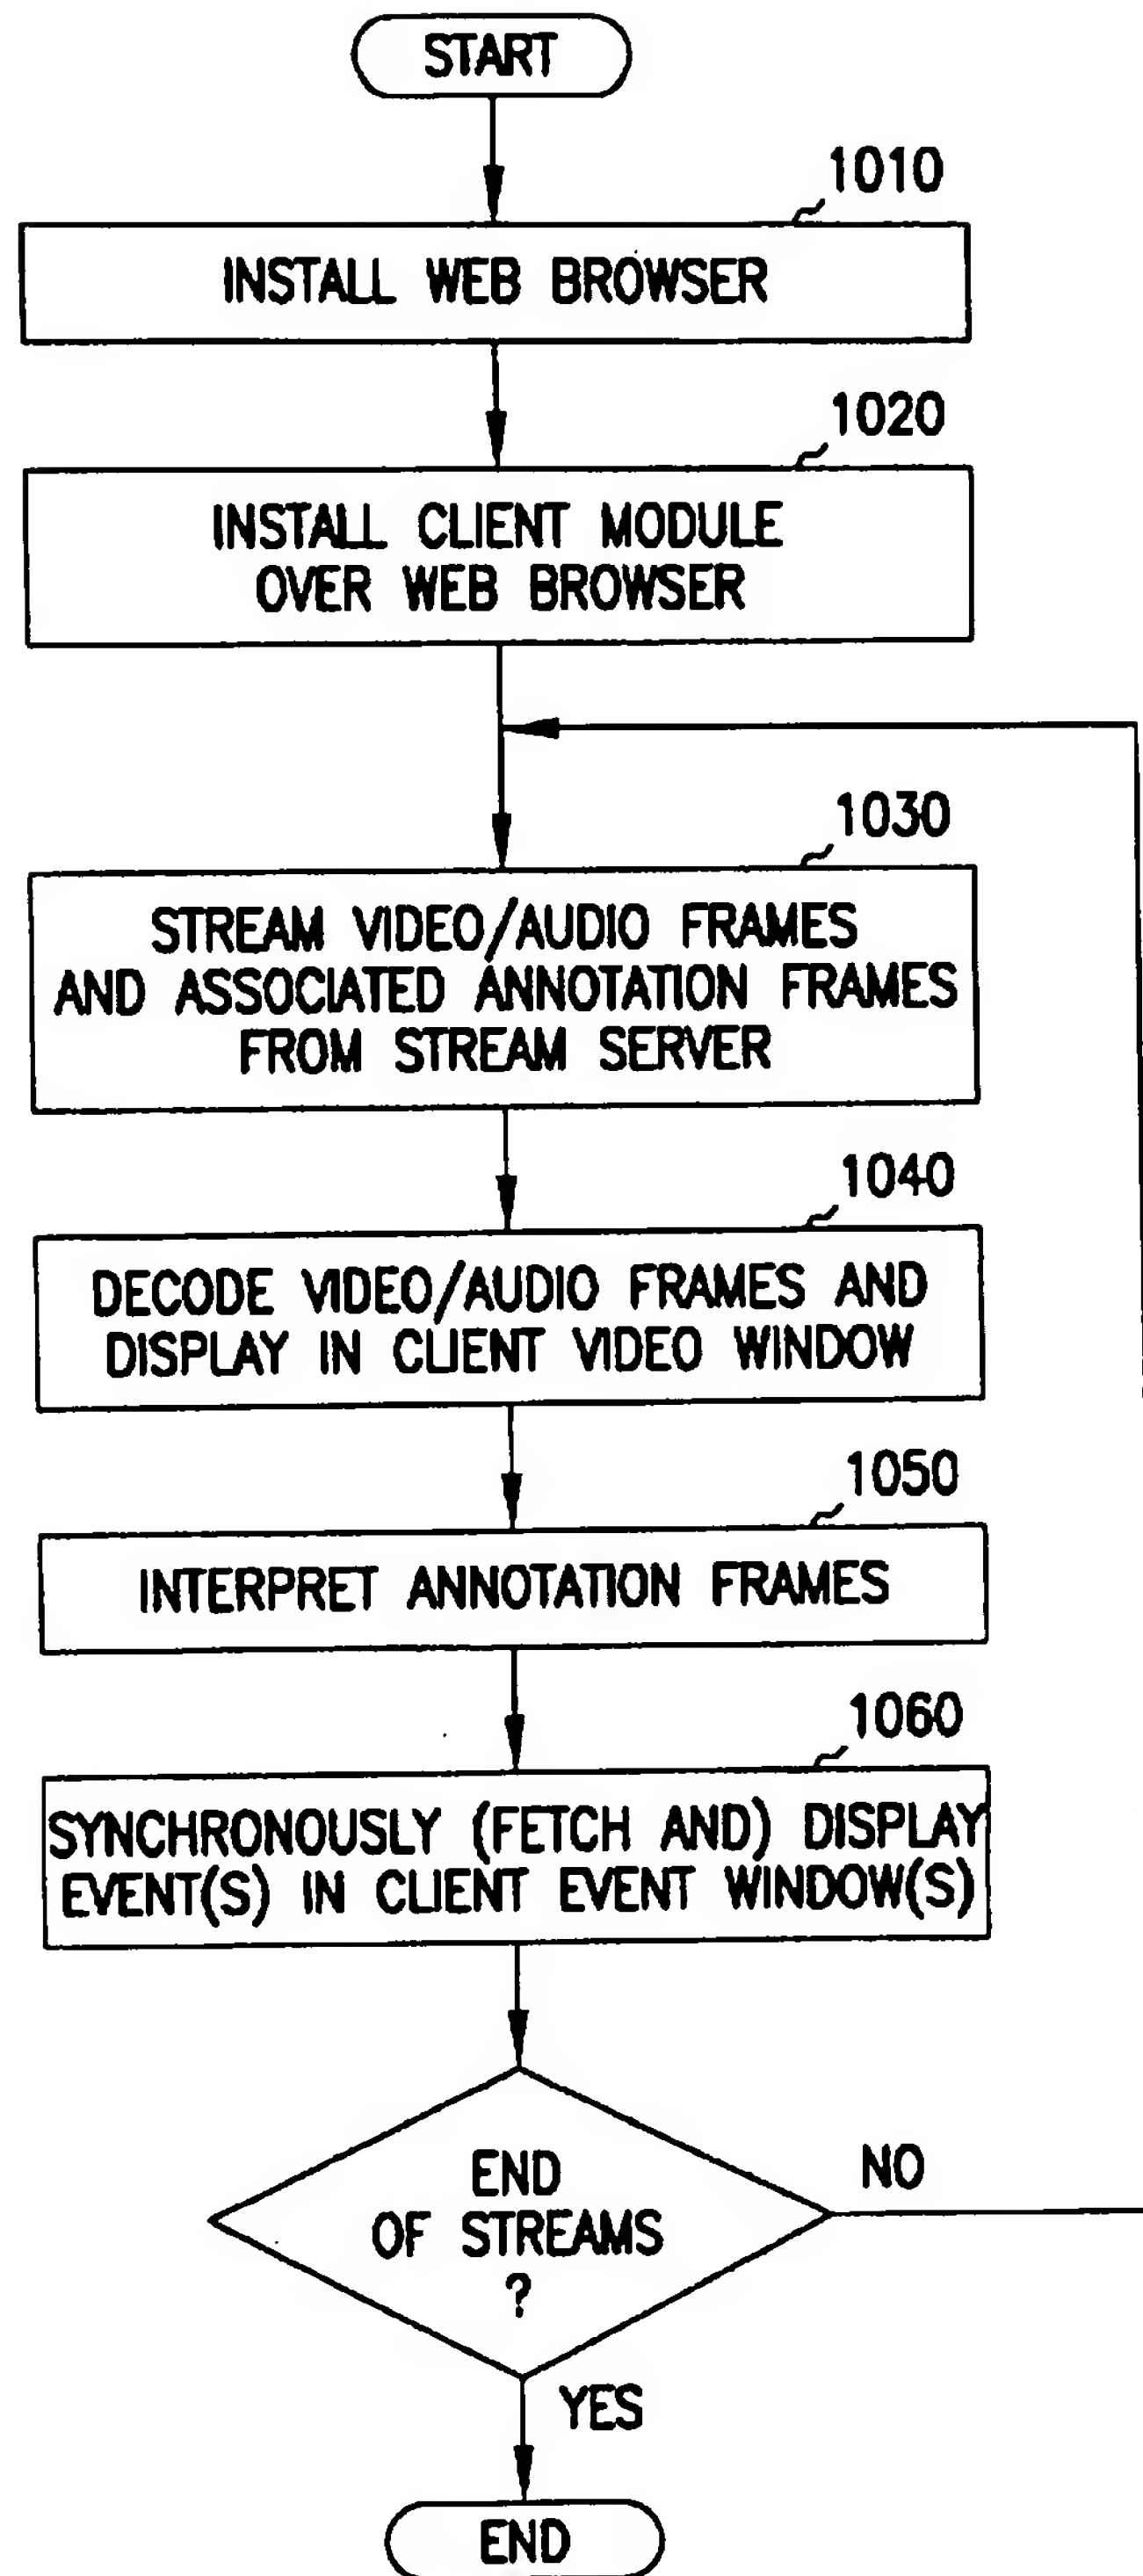 START
1010
INSTALL WEB BROWSER
1020
INSTALL CLIENT MODULE
OVER WEB BROWSER
1030
STREAM VIDEO/AUDIO FRAMES
AND ASSOCIATED ANNOTATION FRAMES
FROM STREAM SERVER
1040
DECODE VIDEO/AUDIO FRAMES AND
DISPLAY IN CLIENT VIDEO WINDOW
1050
INTERPRET ANNOTATION FRAMES
1060
SYNCHRONOUSLY (FETCH AND) DISPLAY
EVENT(S) IN CLIENT EVENT WINDOW(S)
END
OF STREAMS
?
NO
YES
END